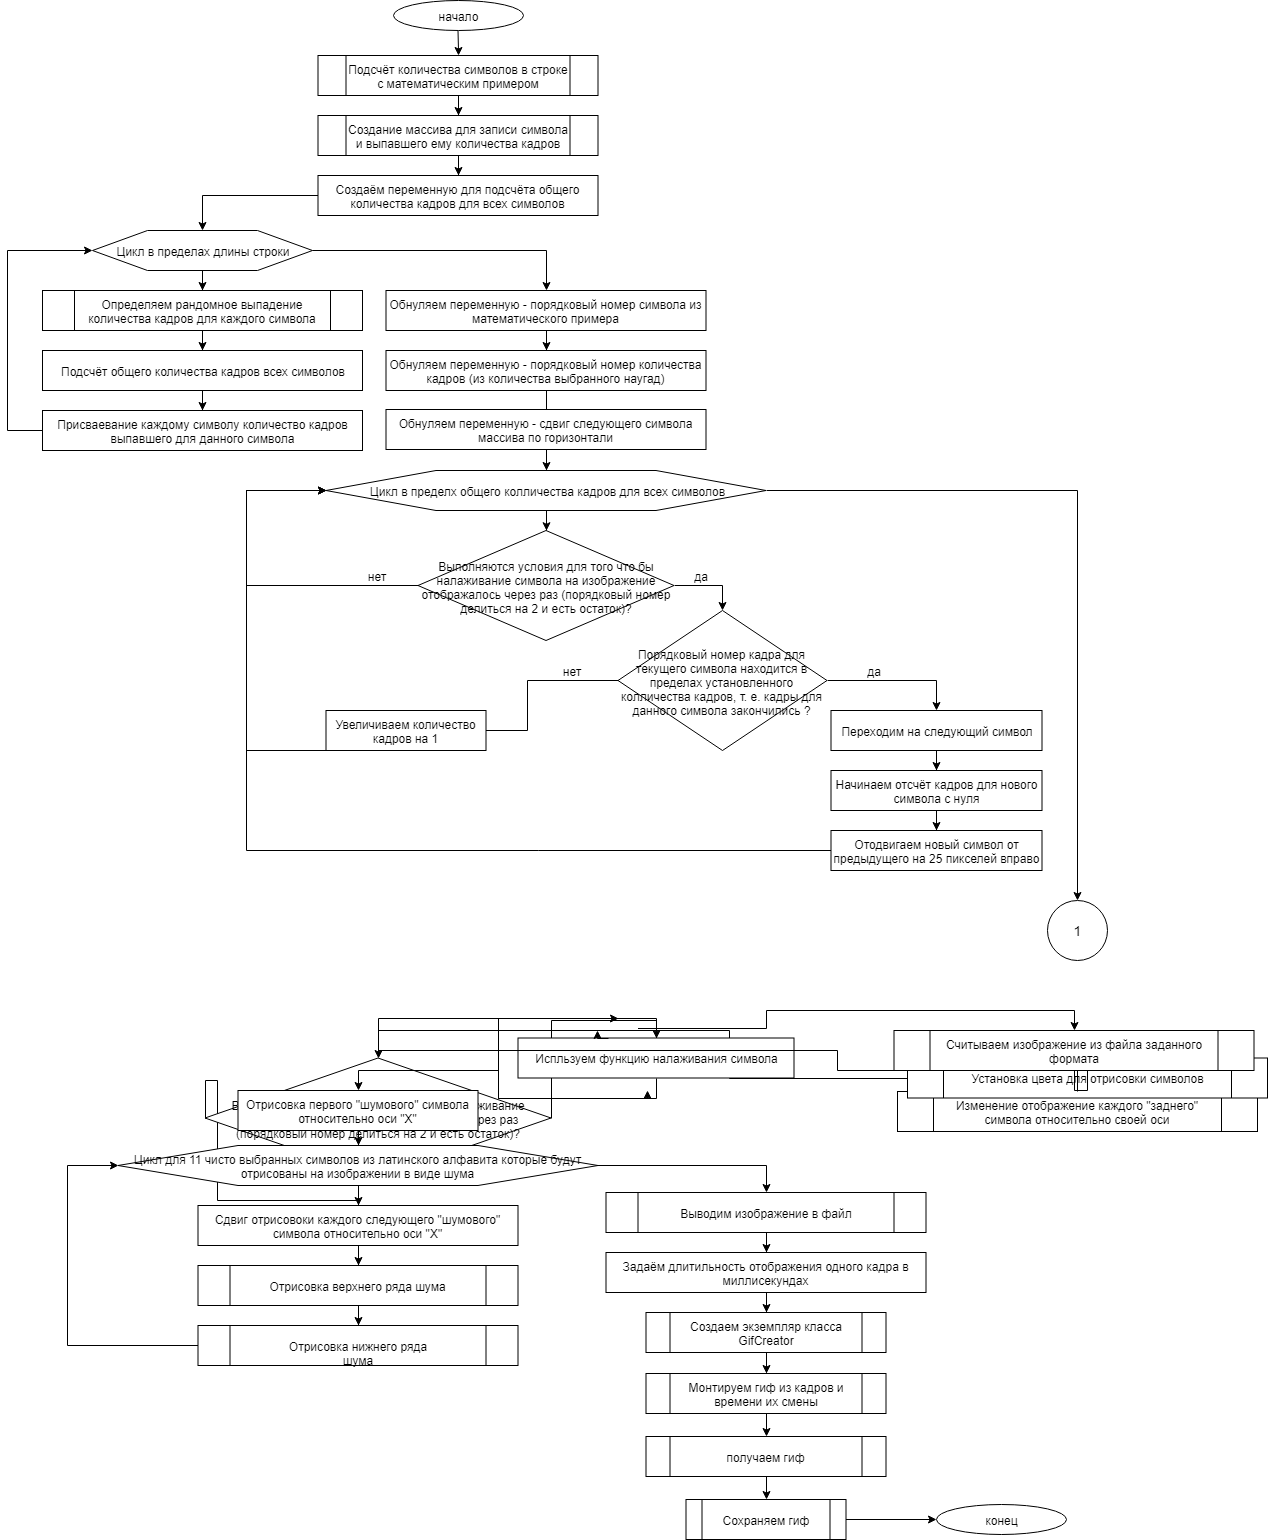 начало
Подсчёт количества символов в строке
с математическим примером
Создание массива для записи символа
и выпавшего ему количества кадров
Создаём переменную для подсчёта общего
количества кадров для всех символов
Цикл в пределах длины строки
Определяем рандомное выпадение
количества кадров для каждого символа
Подсчёт общего количества кадров всех символов
Присваевание каждому символу количество кадров
выпавшего для данного символа
Обнуляем переменную - порядковый номер символа из
математического примера
Обнуляем переменную - порядковый номер количества
кадров (из количества выбранного наугад)
Обнуляем переменную - сдвиг следующего символа
массива по горизонтали
Цикл в пределх общего колличества кадров для всех символов
Выполняются условия для того что бы
налаживание символа на изображение
отображалось через раз (порядковый номер
делиться на 2 и есть остаток)?
нет
да
Порядковый номер кадра для
текущего символа находится в
пределах установленного
колличества кадров, т. е. кадры для
данного символа закончились ?
нет
да
Увеличиваем количество
кадров на 1
Переходим на следующий символ
Начинаем отсчёт кадров для нового
символа с нуля
Отодвигаем новый символ от
предыдущего на 25 пикселей вправо
1
Испльзуем функцию налаживания символа
Считываем изображение из файла заданного
формата
Установка цвета для отрисовки символов
Изменение отображение каждого "заднего"
символа относительно своей оси
раз
(порядковый номер делиться на 2 и есть остаток)?
Отрисовка первого "шумового" символа
относительно оси "X"
Цикл для 11 чисто выбранных символов из латинского алфавита которые будут
отрисованы на изображении в виде шума
Сдвиг отрисовоки каждого следующего "шумового"
символа относительно оси "X"
Отрисовка верхнего ряда шума
Отрисовка нижнего ряда
шума
Выводим изображение в файл
Задаём длитильность отображения одного кадра в
миллисекундах
Создаем экземпляр класса
GifCreator
Монтируем гиф из кадров и
времени их смены
получаем гиф
Сохраняем гиф
конец